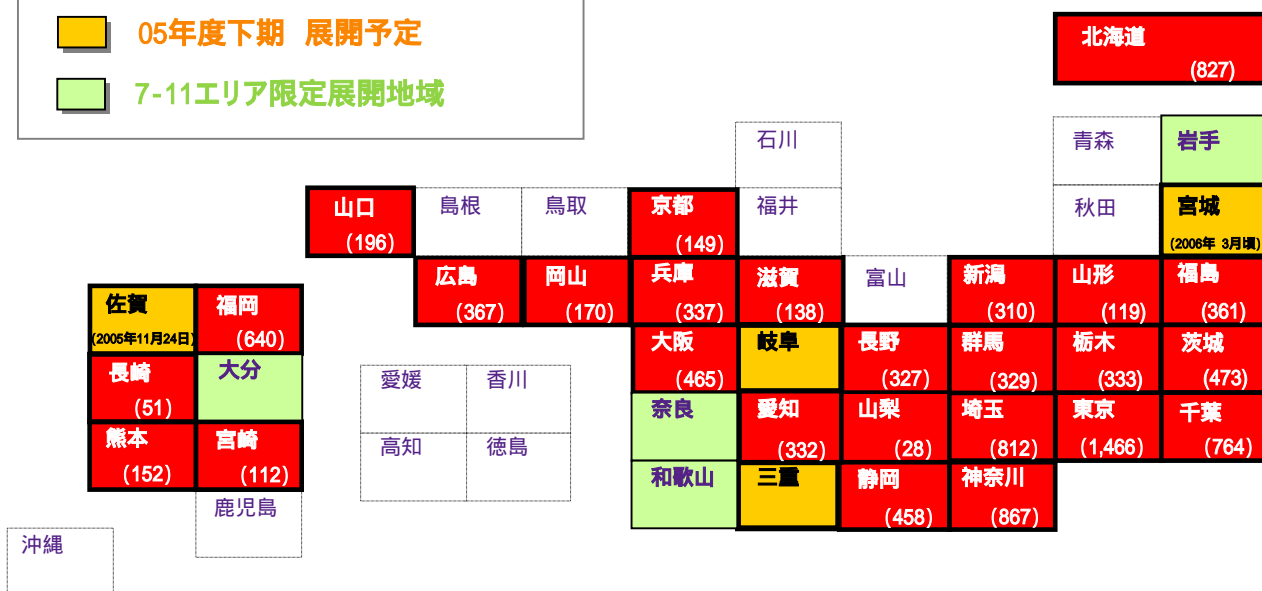 05年度下期 展開予定
7-11エリア限定展開地域
北海道
(827)
石川
青森
岩手
山口
(196)
島根
鳥取
京都
(149)
福井
秋田
宮城
(2006年 3月頃)
広島
(367)
岡山
(170)
兵庫
(337)
滋賀
(138)
富山
新潟
(310)
山形
(119)
福島
(361)
佐賀
(2005年11月24日)
福岡
(640)
大阪
(465)
岐阜
長野
(327)
群馬
(329)
栃木
(333)
茨城
(473)
長崎
(51)
大分
愛媛
香川
奈良
愛知
(332)
山梨
(28)
埼玉
(812)
東京
(1,466)
千葉
(764)
熊本
(152)
宮崎
(112)
高知
徳島
和歌山
三重
静岡
(458)
神奈川
(867)
鹿児島
沖縄